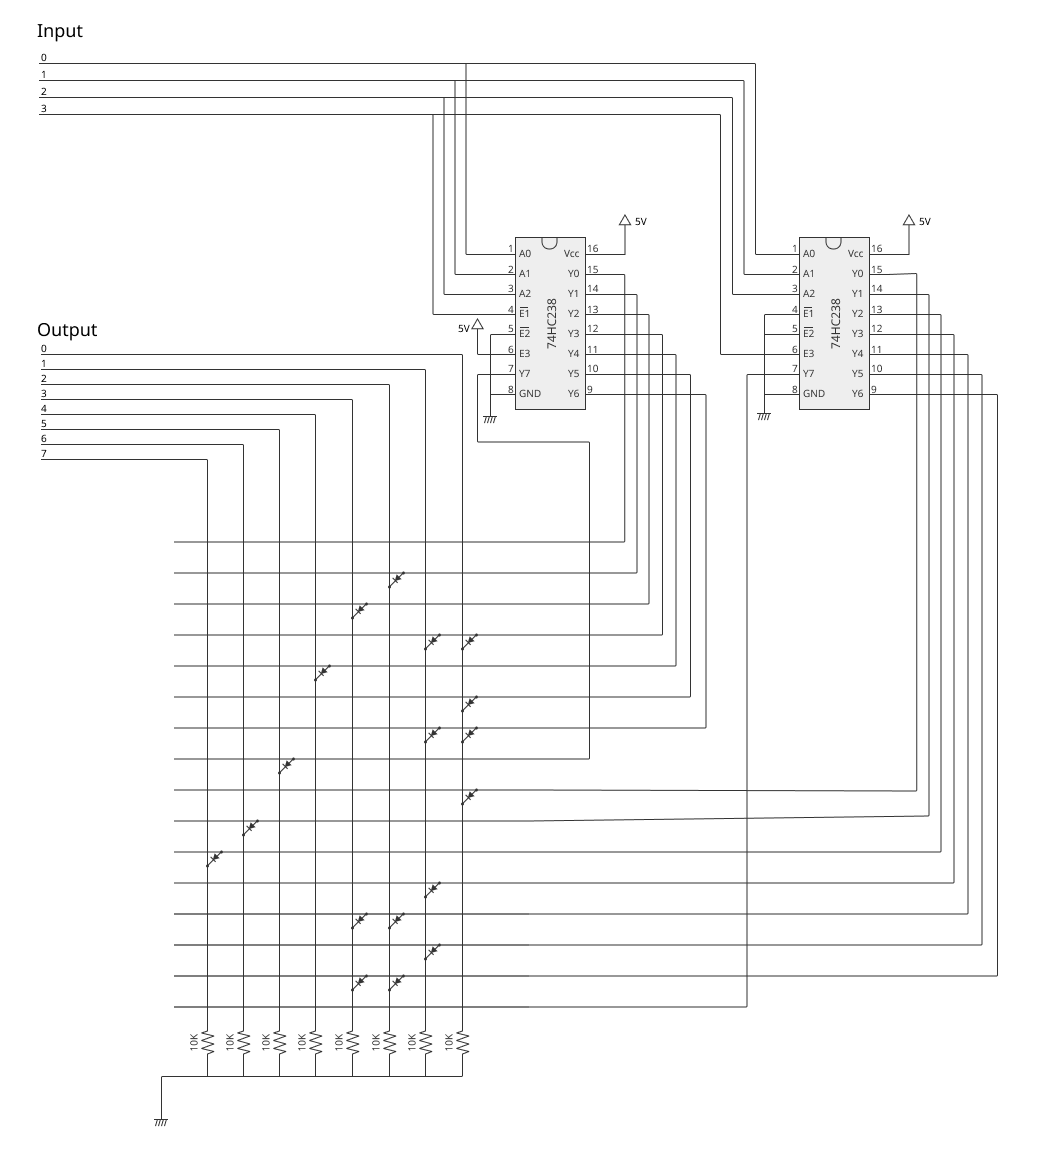 Input
0
1
2
3
5V
5V
1 A0 Vcc 16
2 A1 Y0 15
3 A2 Y1 14
4 E1 Y2 13
5 E2 Y3 12
6 E3 Y4 11
7 Y7 Y5 10
8 GND Y6 9
74HC238
5V
1 A0 Vcc 16
2 A1 Y0 15
3 A2 Y1 14
4 E1 Y2 13
5 E2 Y3 12
6 E3 Y4 11
7 Y7 Y5 10
8 GND Y6 9
74HC238
Output
0
1
2
3
4
5
6
7
10K 10K 10K 10K 10K 10K 10K 10K